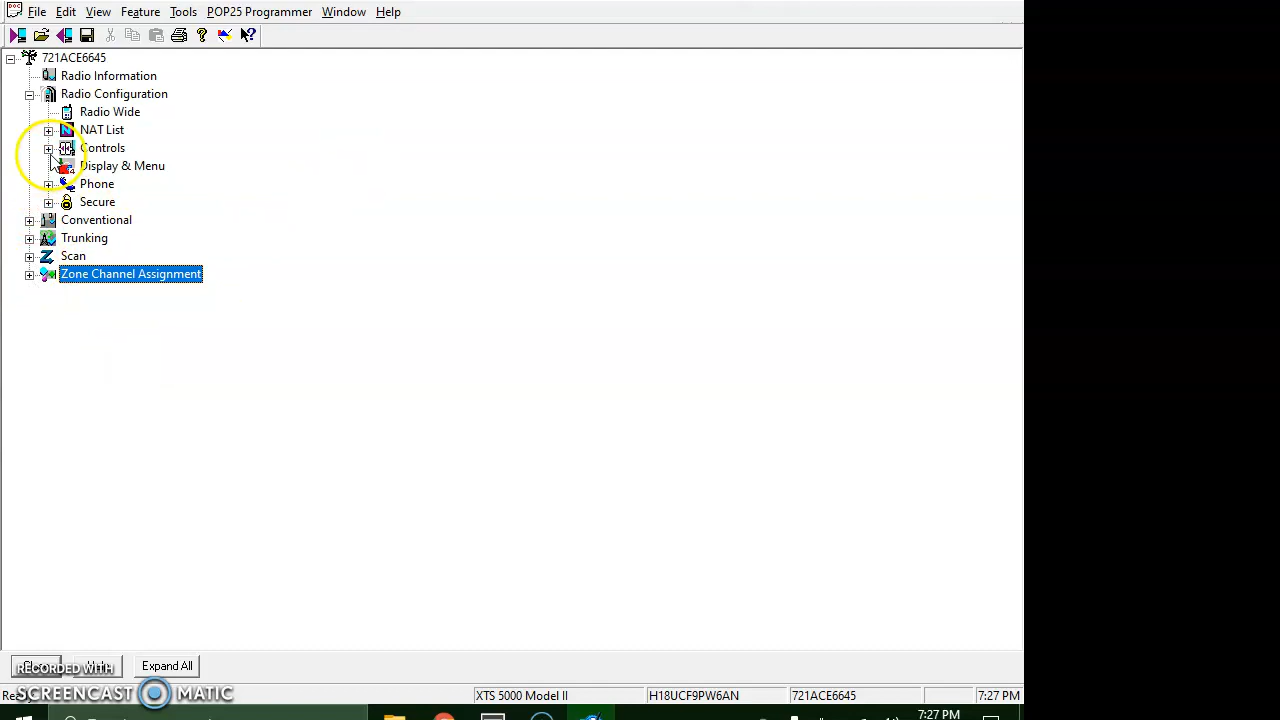 File Edit View Feature Tools POP25 Programmer Window Help
721ACE6645
Radio Information
Radio Configuration
Radio Wide
NAT List
Controls
Display & Menu
Phone
Secure
Conventional
Trunking
Scan
Zone Channel Assignment
Expand All
RECORDED WITH
SCREENCAST MATIC
XTS 5000 Model II H18UCF9PW6AN 721ACE6645 7:27 PM
7:27 PM